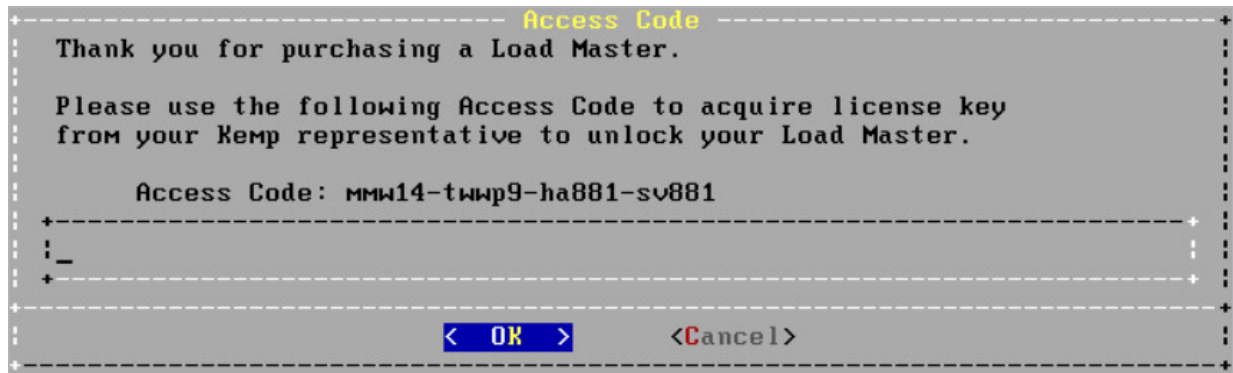 Access Code
Thank you for purchasing a Load Master.
Please use the following Access Code to acquire license key
from your Kemp representative to unlock your Load Master.
Access Code: mmw14-twwp9-ha881-sv881
_
< OK > <Cancel>